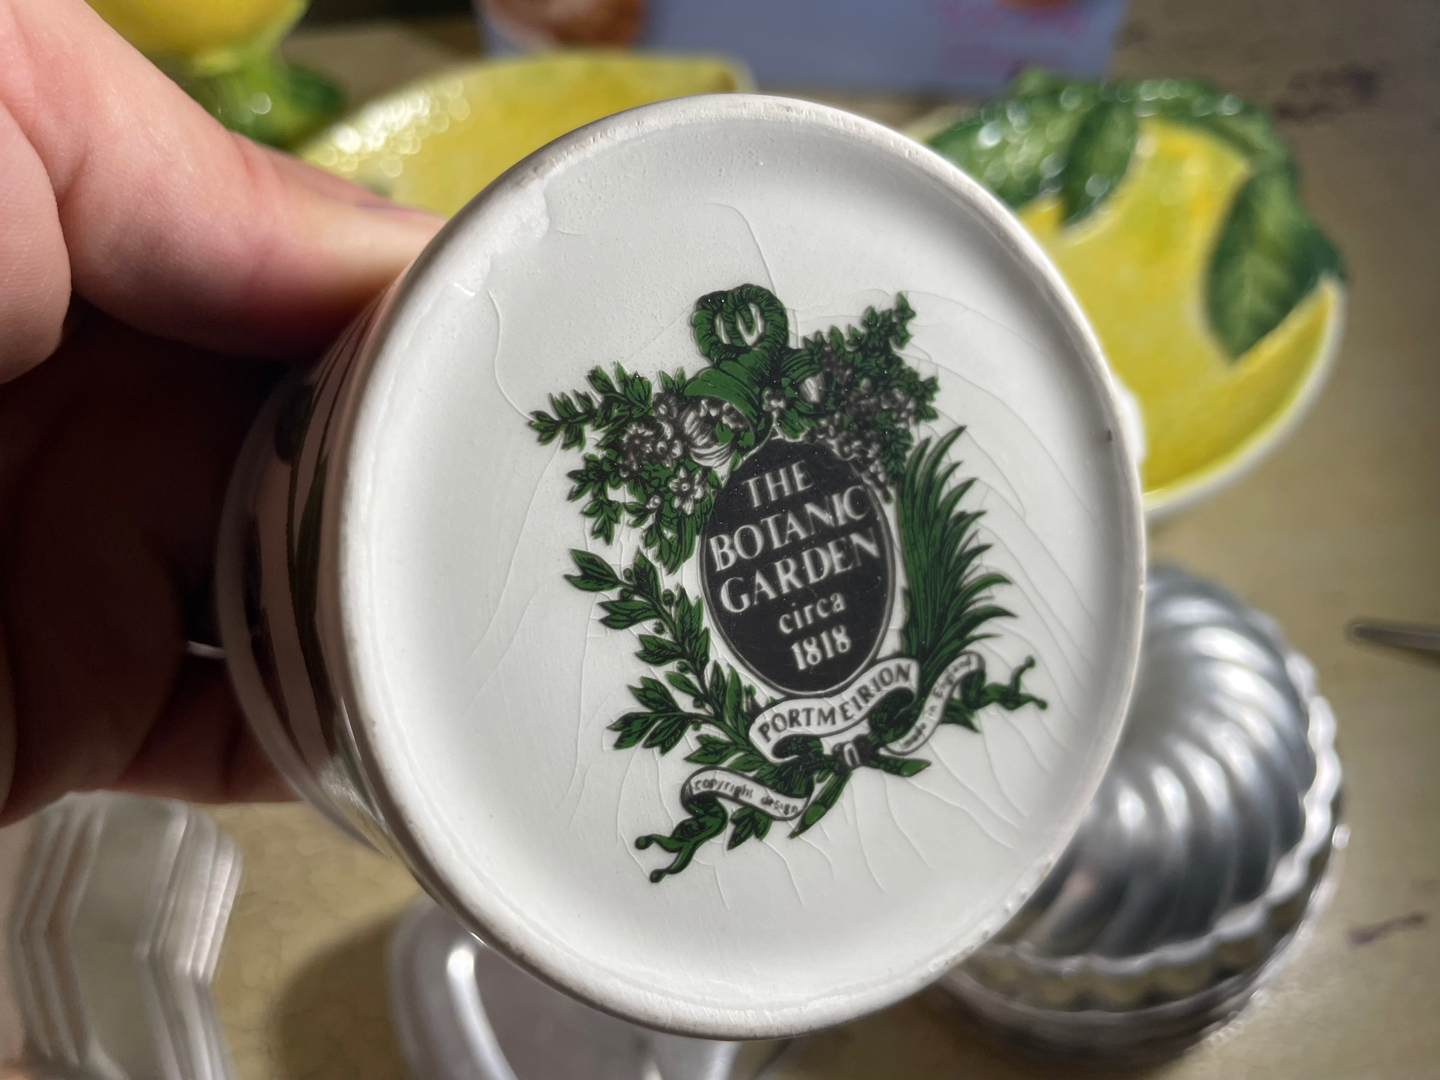 THE
BOTANIC
GARDEN
circa
1818
PORTMEIRION
made in England
copyright design